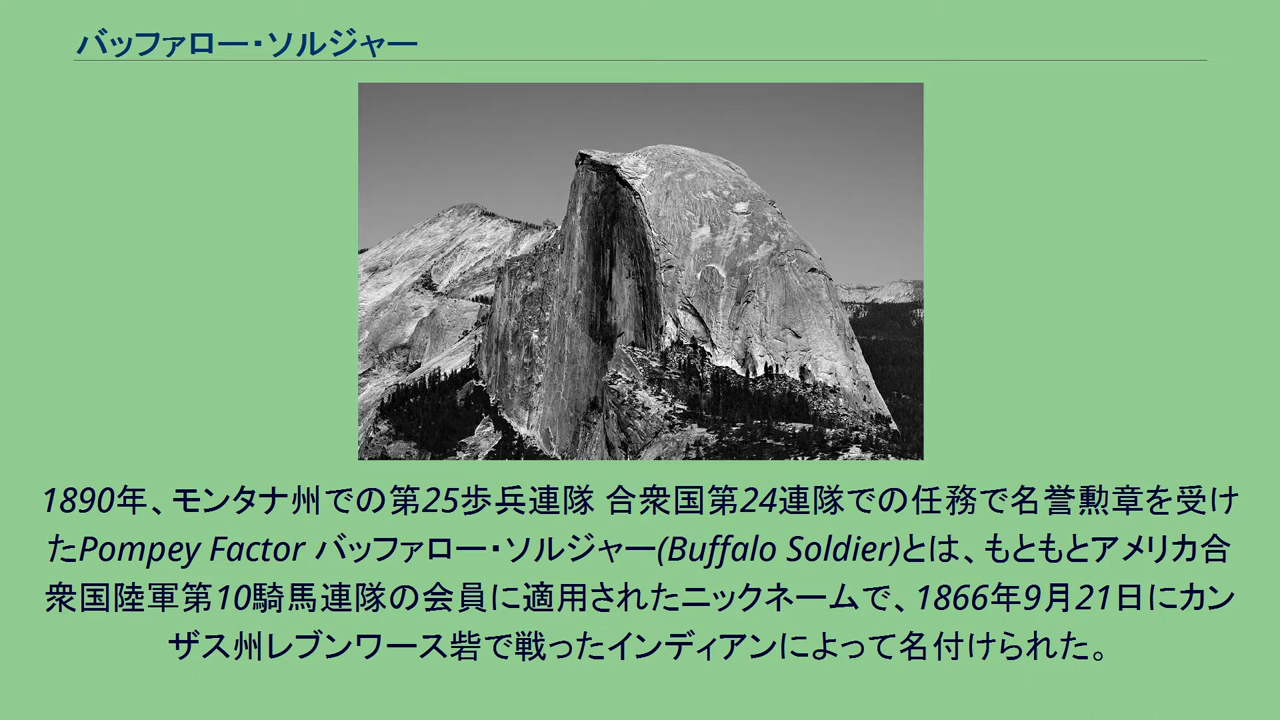 バッファロー・ソルジャー
1890年、モンタナ州での第25歩兵連隊 合衆国第24連隊での任務で名誉勲章を受け
たPompey Factor バッファロー・ソルジャー(Buffalo Soldier)とは、もともとアメリカ合
衆国陸軍第10騎馬連隊の会員に適用されたニックネームで、1866年9月21日にカン
ザス州レブンワース砦で戦ったインディアンによって名付けられた。